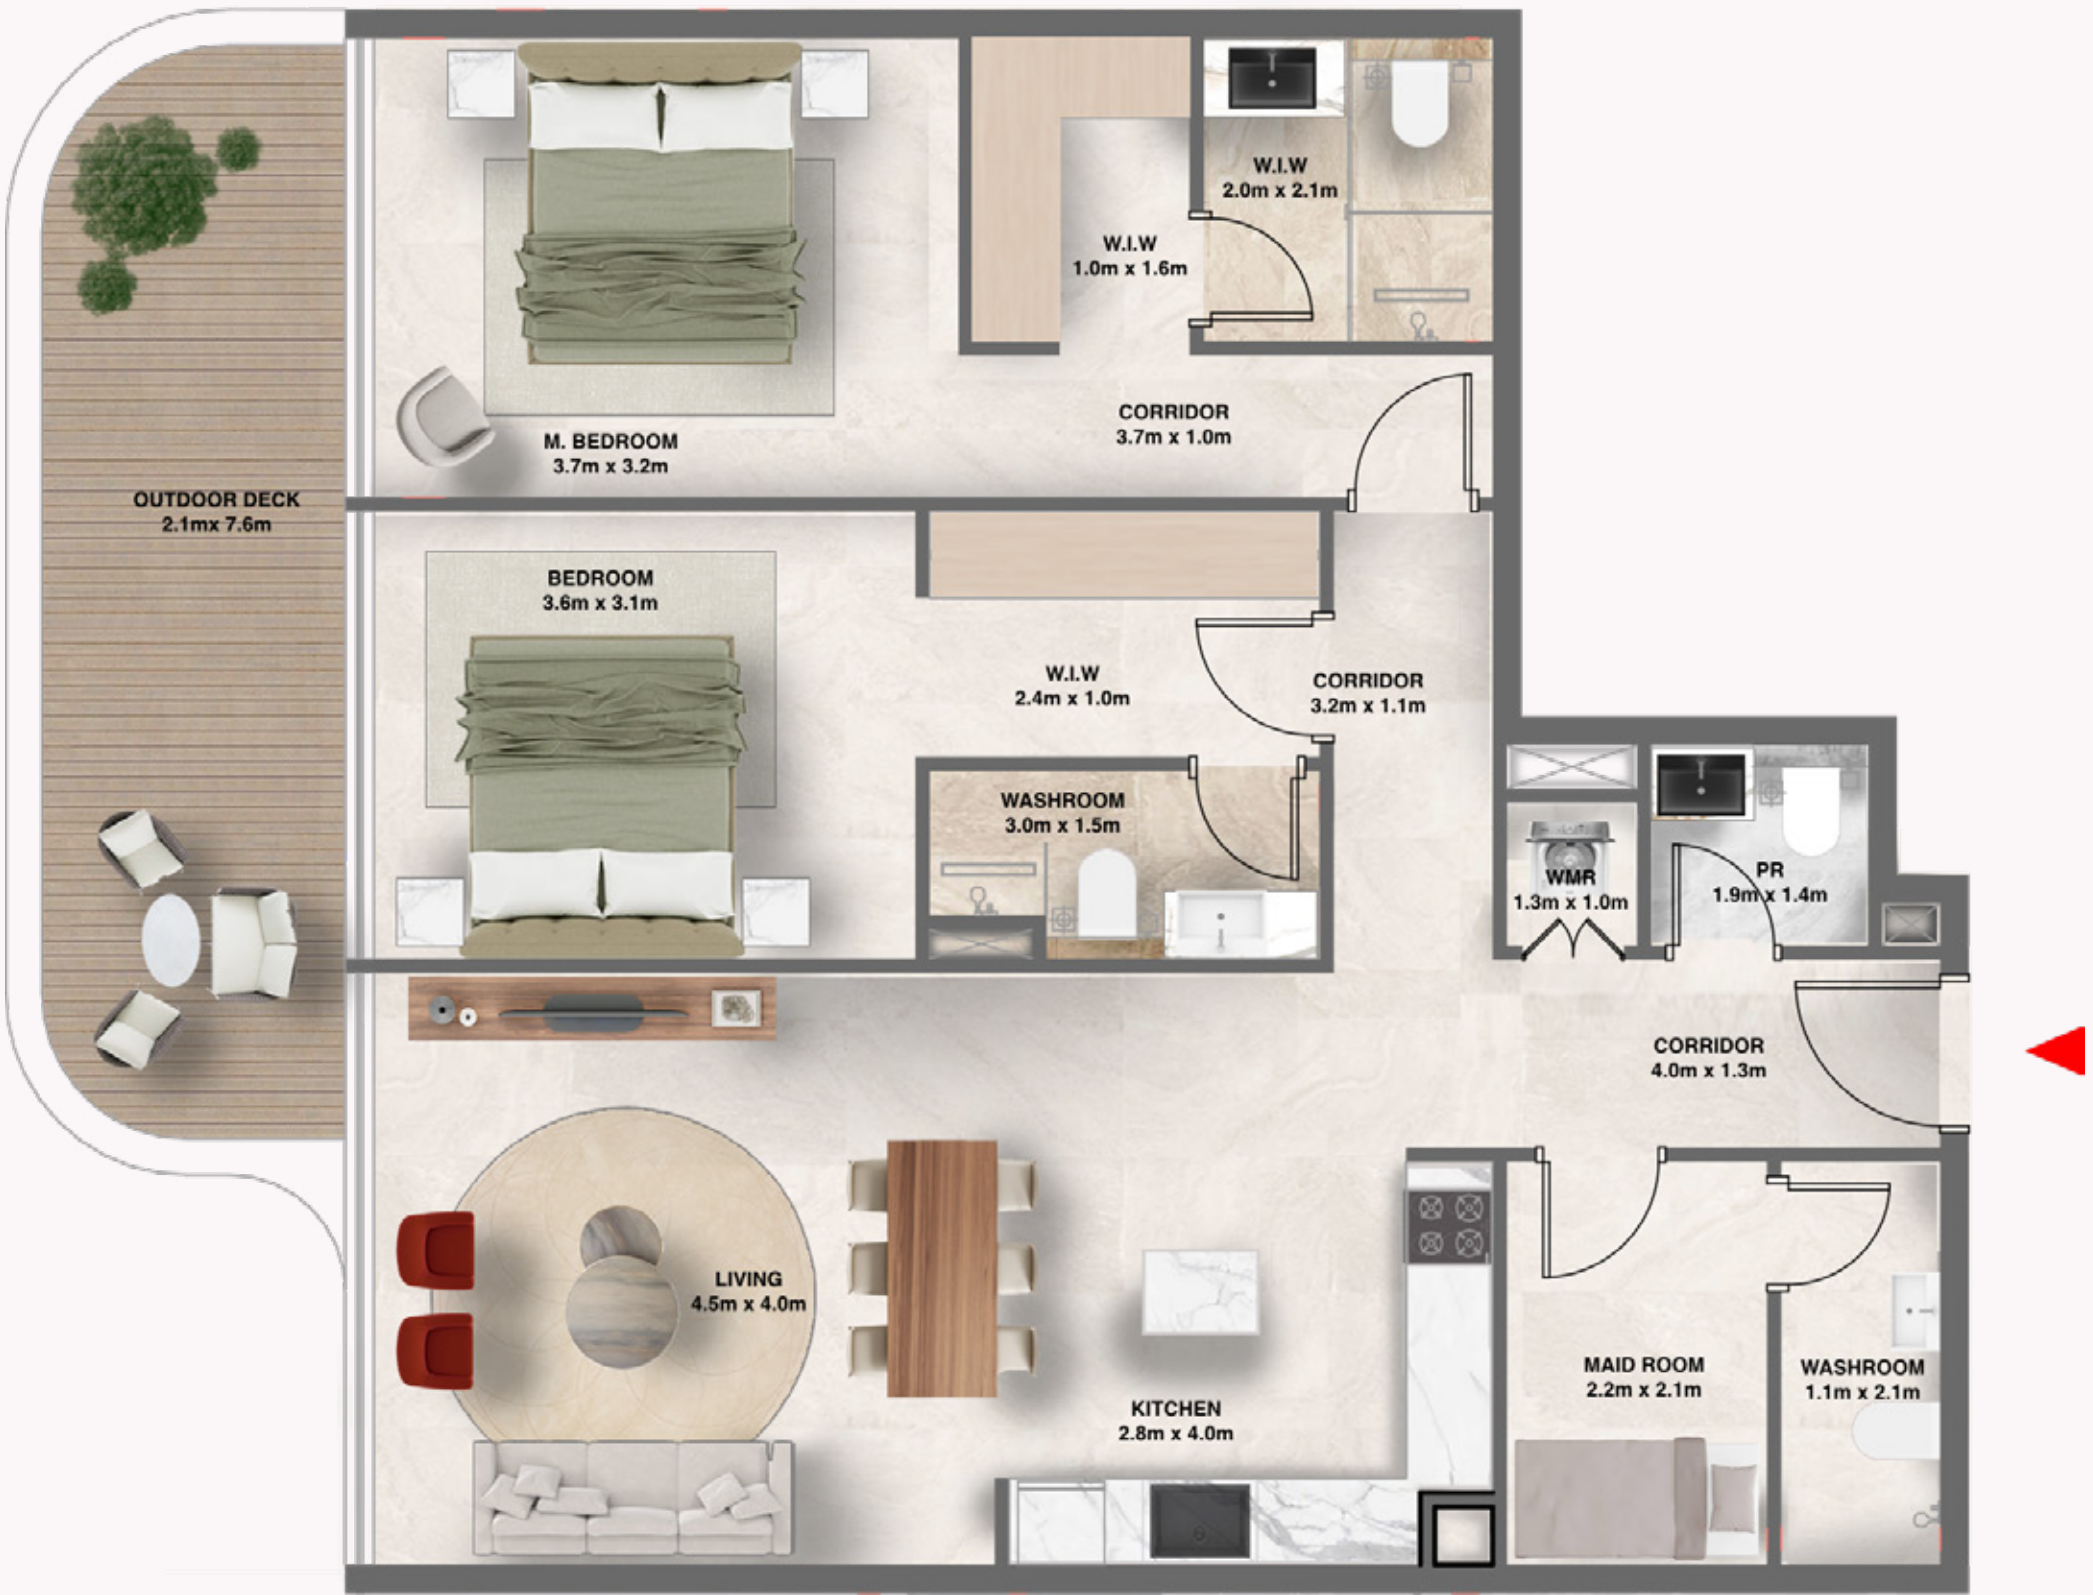 W.I.W
2.0m x 2.1m
W.I.W
1.0m x 1.6m
CORRIDOR
3.7m x 1.0m
M. BEDROOM
3.7m x 3.2m
OUTDOOR DECK
2.1mx 7.6m
BEDROOM
3.6m x 3.1m
W.I.W
2.4m x 1.0m
CORRIDOR
3.2m x 1.1m
WASHROOM
3.0m x 1.5m
WMR
1.3m x 1.0m
PR
1.9m x 1.4m
CORRIDOR
4.0m x 1.3m
LIVING
4.5m x 4.0m
KITCHEN
2.8m x 4.0m
MAID ROOM
2.2m x 2.1m
WASHROOM
1.1m x 2.1m